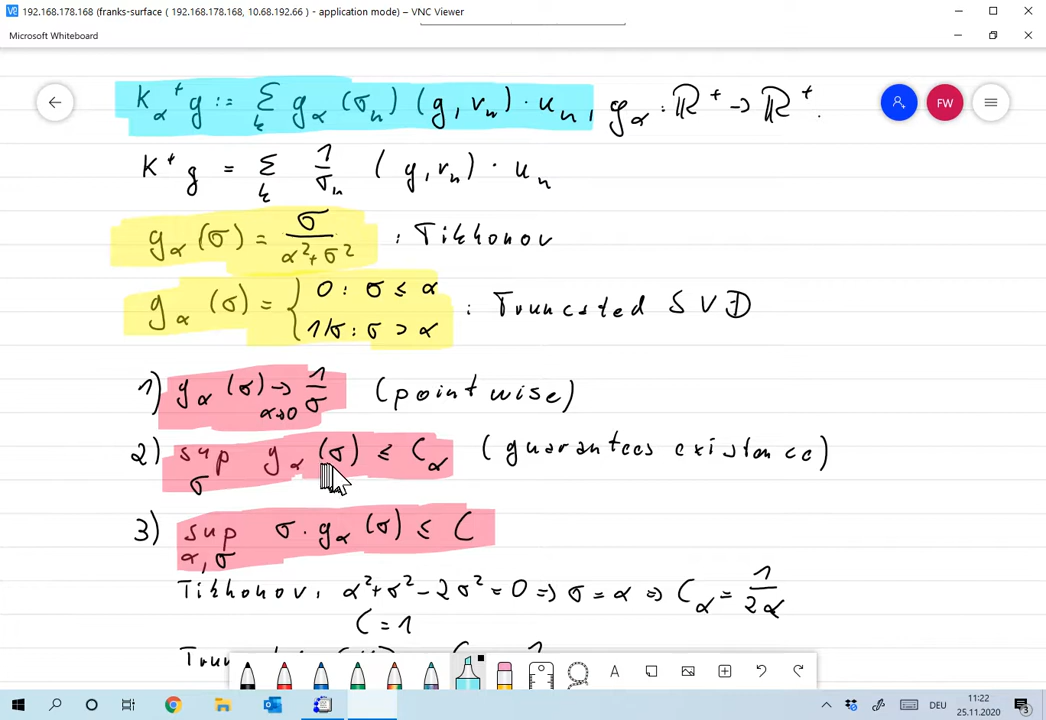 192.168.178.168 (franks-surface ( 192.168.178.168, 10.68.192.66 ) - application mode) – VNC Viewer
Microsoft Whiteboard
K_α^+ g := Σ_k g_α (σ_n) (g, v_n) · u_n, g_α : ℝ^+ → ℝ^+.
FW
K^+ g = Σ_k 1/σ_n (g, v_n) · u_n
g_α (σ) = σ/(α²+σ²) : Tikhonov
g_α (σ) = { 0 : σ ≤ α
1/σ : σ > α : Truncated SVD
1) g_α (σ) →_{α→0} 1/σ (pointwise)
2) sup_σ g_α (σ) ≤ C_α (guarantees existence)
3) sup_{α,σ} σ · g_α (σ) ≤ C
Tikhonov: α²+σ² - 2σ² = 0 ⇒ σ = α ⇒ C_α = 1/2α
C = 1
A
DEU
11:22
25.11.2020
3